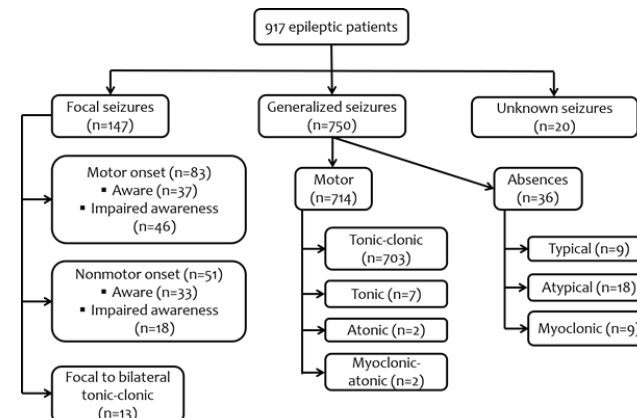 917 epileptic patients
Focal seizures
(n=147)
Generalized seizures
(n=750)
Unknown seizures
(n=20)
Motor onset (n=83)
▪ Aware (n=37)
▪ Impaired awareness
(n=46)
Nonmotor onset (n=51)
▪ Aware (n=33)
▪ Impaired awareness
(n=18)
Focal to bilateral
tonic-clonic
(n=13)
Motor
(n=714)
Tonic-clonic
(n=703)
Tonic (n=7)
Atonic (n=2)
Myoclonic-
atonic (n=2)
Absences
(n=36)
Typical (n=9)
Atypical (n=18)
Myoclonic (n=9)